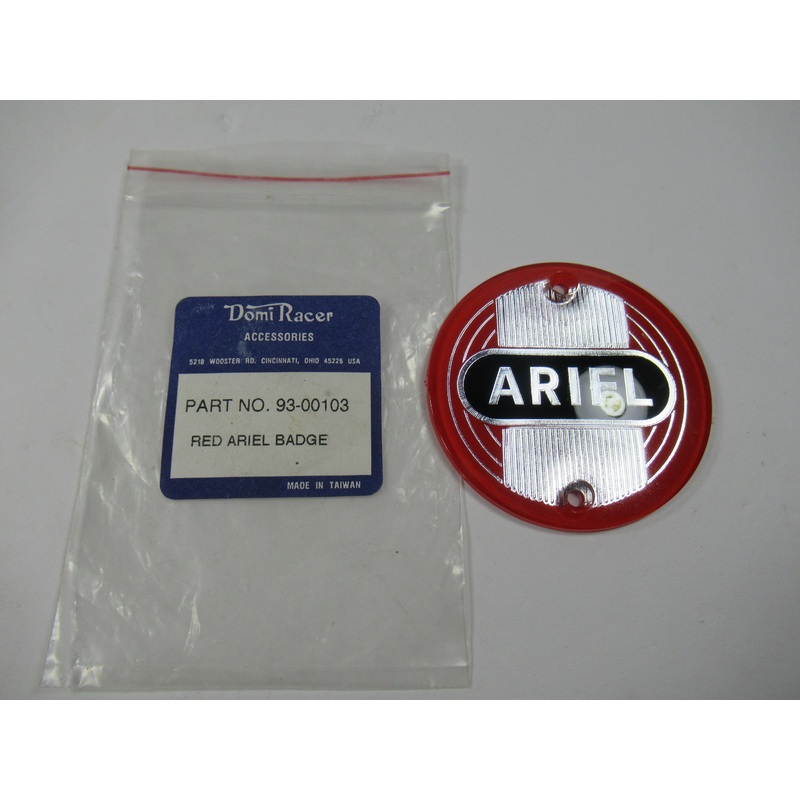 Domi Racer
ACCESSORIES
5218 WOOSTER RD. CINCINNATI, OHIO 45226 USA
PART NO. 93-00103
RED ARIEL BADGE
MADE IN TAIWAN
ARIEL